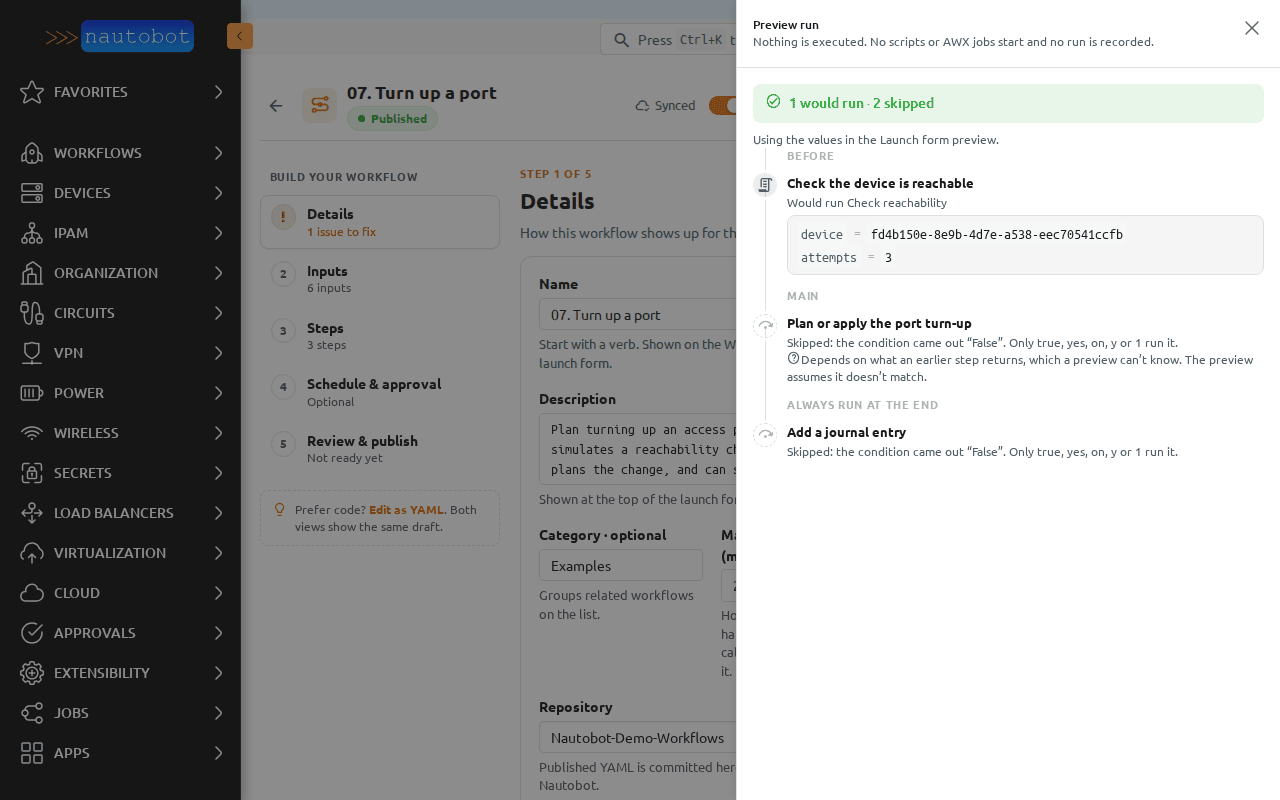 >>> nautobot
FAVORITES
WORKFLOWS
DEVICES
IPAM
ORGANIZATION
CIRCUITS
VPN
POWER
WIRELESS
SECRETS
LOAD BALANCERS
VIRTUALIZATION
CLOUD
APPROVALS
EXTENSIBILITY
JOBS
APPS
Press Ctrl+K t
07. Turn up a port
Published
Synced
BUILD YOUR WORKFLOW
! Details
1 issue to fix
2 Inputs
6 inputs
3 Steps
3 steps
4 Schedule & approval
Optional
5 Review & publish
Not ready yet
Prefer code? Edit as YAML. Both
views show the same draft.
STEP 1 OF 5
Details
How this workflow shows up for th
Name
07. Turn up a port
Start with a verb. Shown on the W
launch form.
Description
Plan turning up an access p
simulates a reachability ch
plans the change, and can s
Shown at the top of the launch for
Category · optional
Examples
Groups related workflows
on the list.
Ma
(m
Ho
ha
cal
it.
Repository
Nautobot-Demo-Workflows
Published YAML is committed here
Nautobot.
Preview run
Nothing is executed. No scripts or AWX jobs start and no run is recorded.
1 would run · 2 skipped
Using the values in the Launch form preview.
BEFORE
Check the device is reachable
Would run Check reachability
device = fd4b150e-8e9b-4d7e-a538-eec70541ccfb
attempts = 3
MAIN
Plan or apply the port turn-up
Skipped: the condition came out “False”. Only true, yes, on, y or 1 run it.
Depends on what an earlier step returns, which a preview can’t know. The preview
assumes it doesn’t match.
ALWAYS RUN AT THE END
Add a journal entry
Skipped: the condition came out “False”. Only true, yes, on, y or 1 run it.